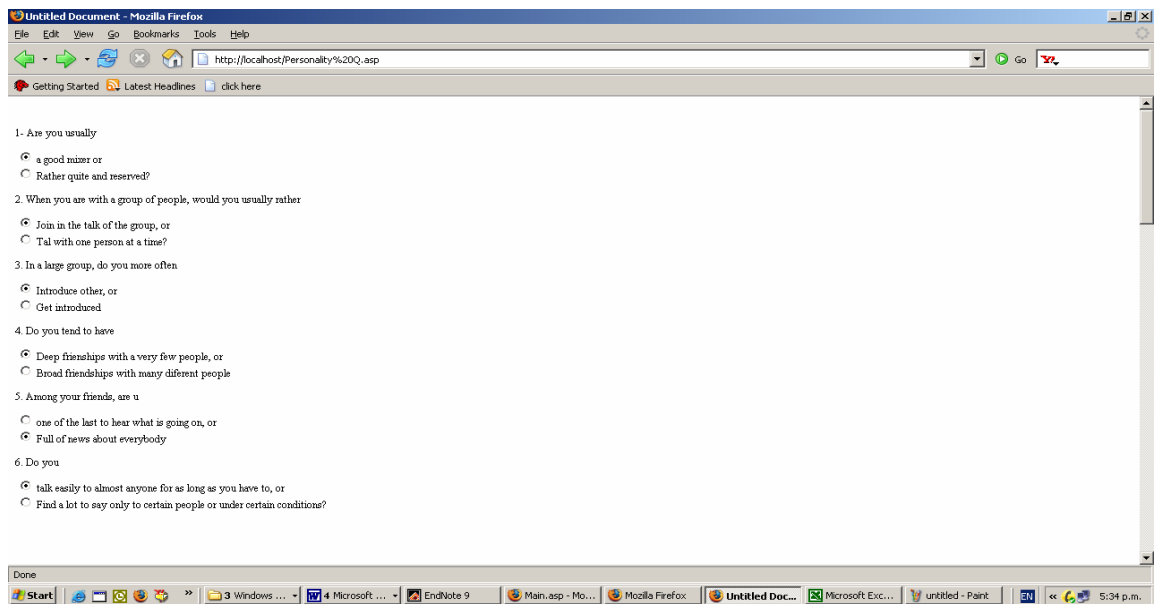 Untitled Document - Mozilla Firefox
File Edit View Go Bookmarks Tools Help
http://localhost/Personality%20Q.asp Go
Getting Started Latest Headlines click here
1- Are you usually
a good mixer or
Rather quite and reserved?
2. When you are with a group of people, would you usually rather
Join in the talk of the group, or
Tal with one person at a time?
3. In a large group, do you more often
Introduce other, or
Get introduced
4. Do you tend to have
Deep frienships with a very few people, or
Broad friendships with many diferent people
5. Among your friends, are u
one of the last to hear what is going on, or
Full of news about everybody
6. Do you
talk easily to almost anyone for as long as you have to, or
Find a lot to say only to certain people or under certain conditions?
Done
Start » 3 Windows ... 4 Microsoft ... EndNote 9 Main.asp - Mo... Mozilla Firefox Untitled Doc... Microsoft Exc... untitled - Paint EN « 5:34 p.m.